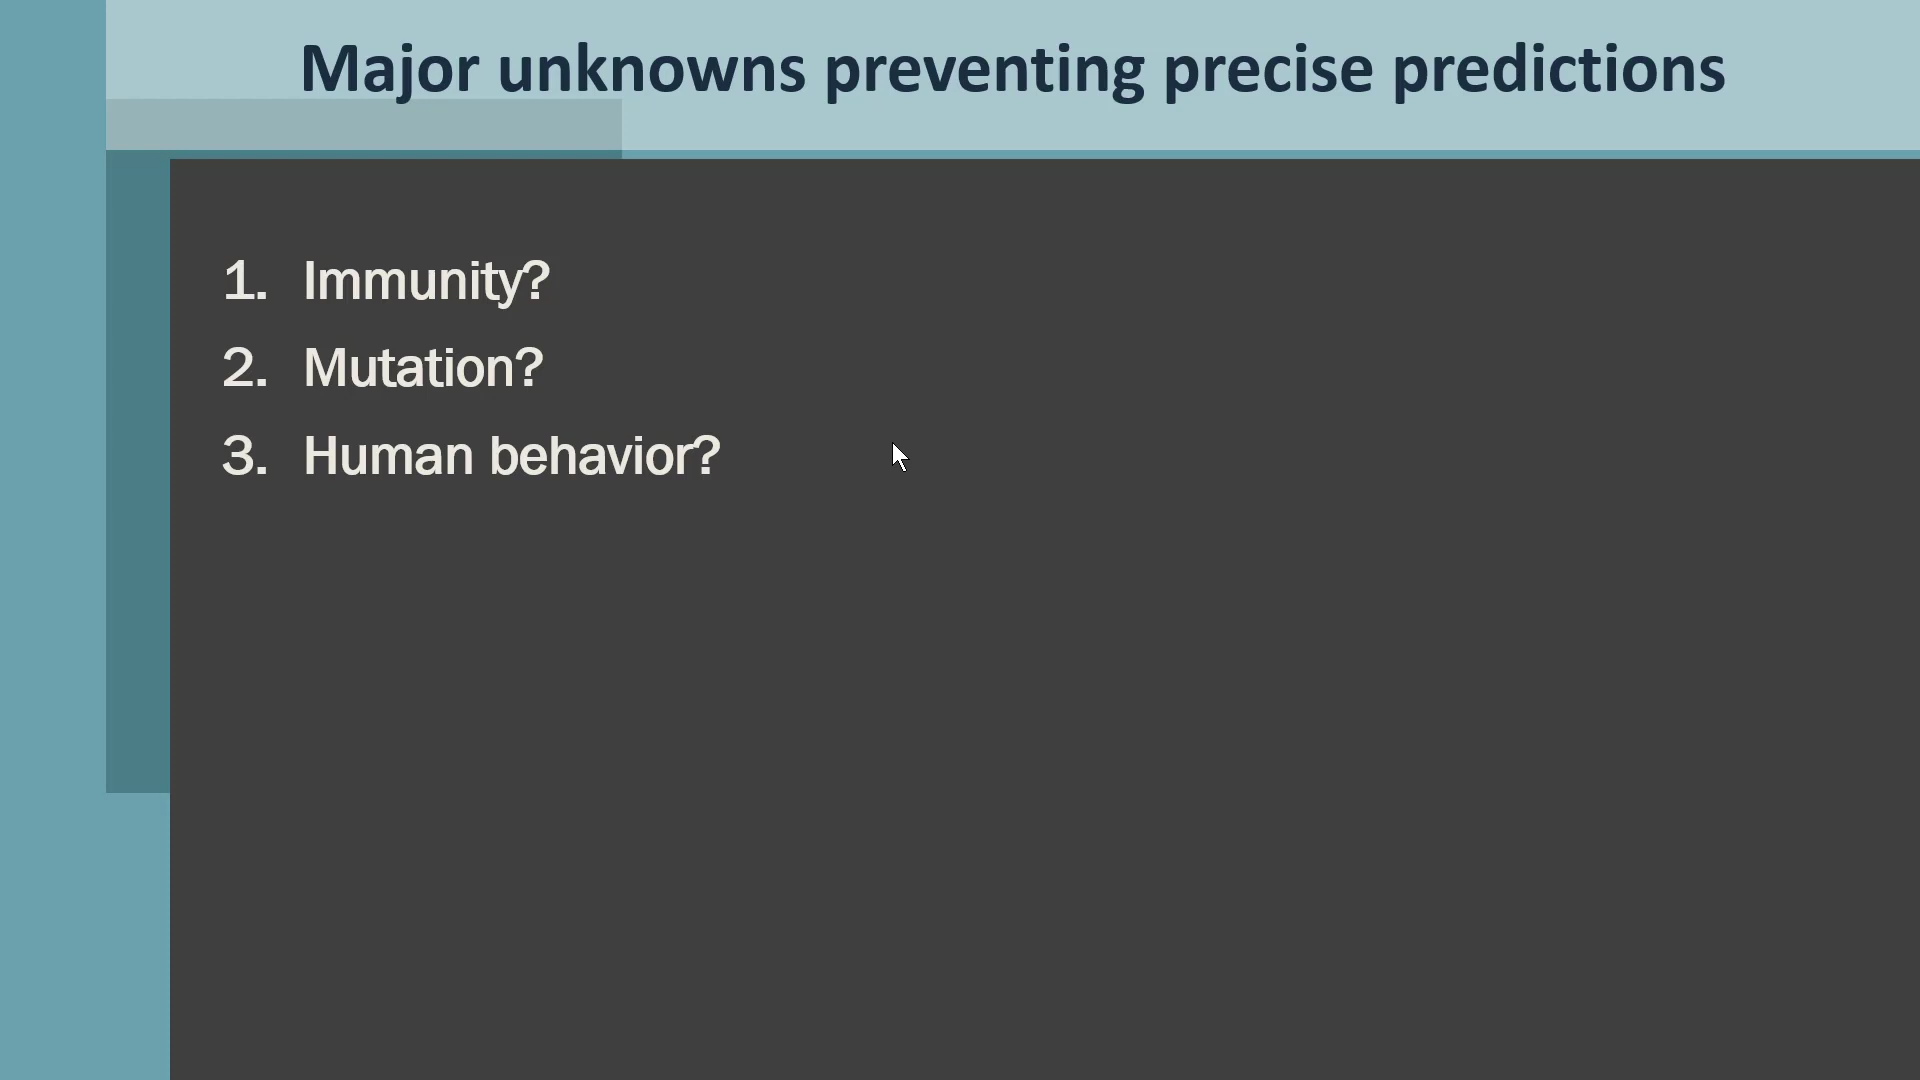 Major unknowns preventing precise predictions
1. Immunity?
2. Mutation?
3. Human behavior?